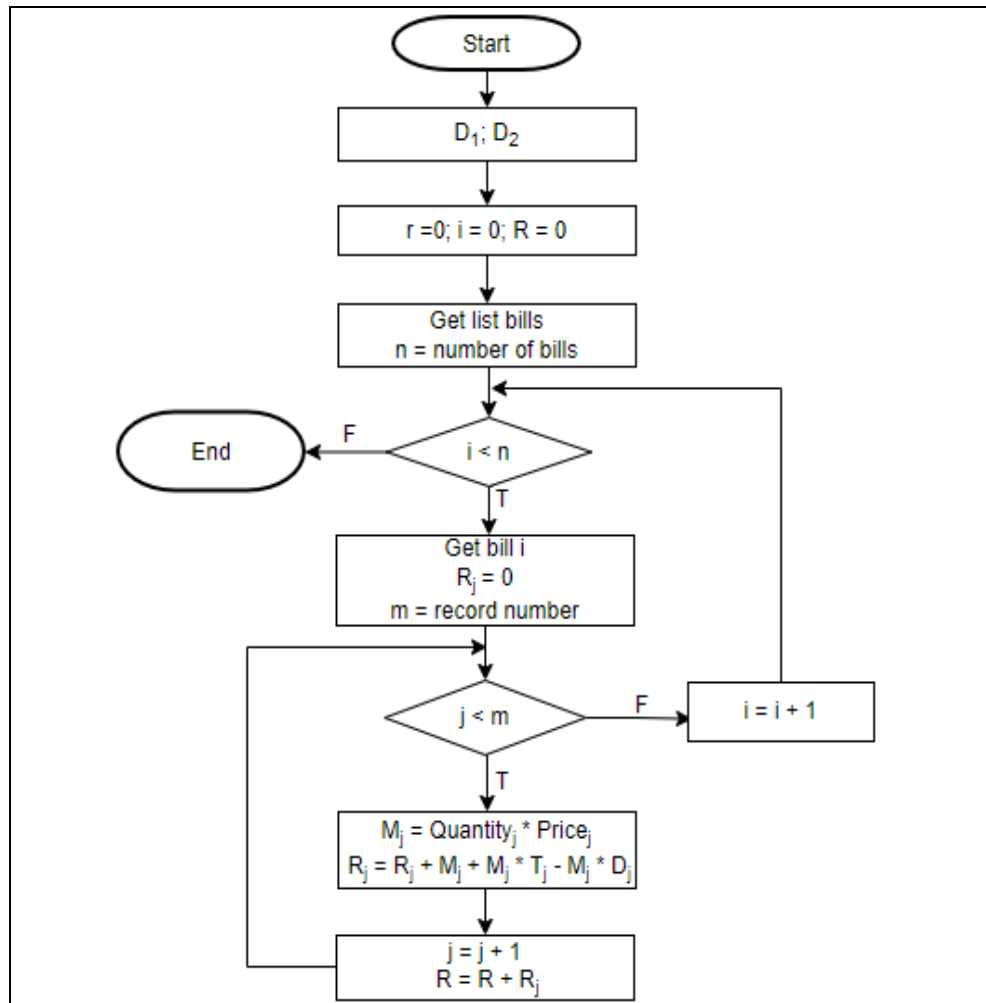 Start
D₁; D₂
r =0; i = 0; R = 0
Get list bills
n = number of bills
End
F
i < n
T
Get bill i
Rⱼ = 0
m = record number
j < m
F
i = i + 1
T
Mⱼ = Quantityⱼ * Priceⱼ
Rⱼ = Rⱼ + Mⱼ + Mⱼ * Tⱼ - Mⱼ * Dⱼ
j = j + 1
R = R + Rⱼ